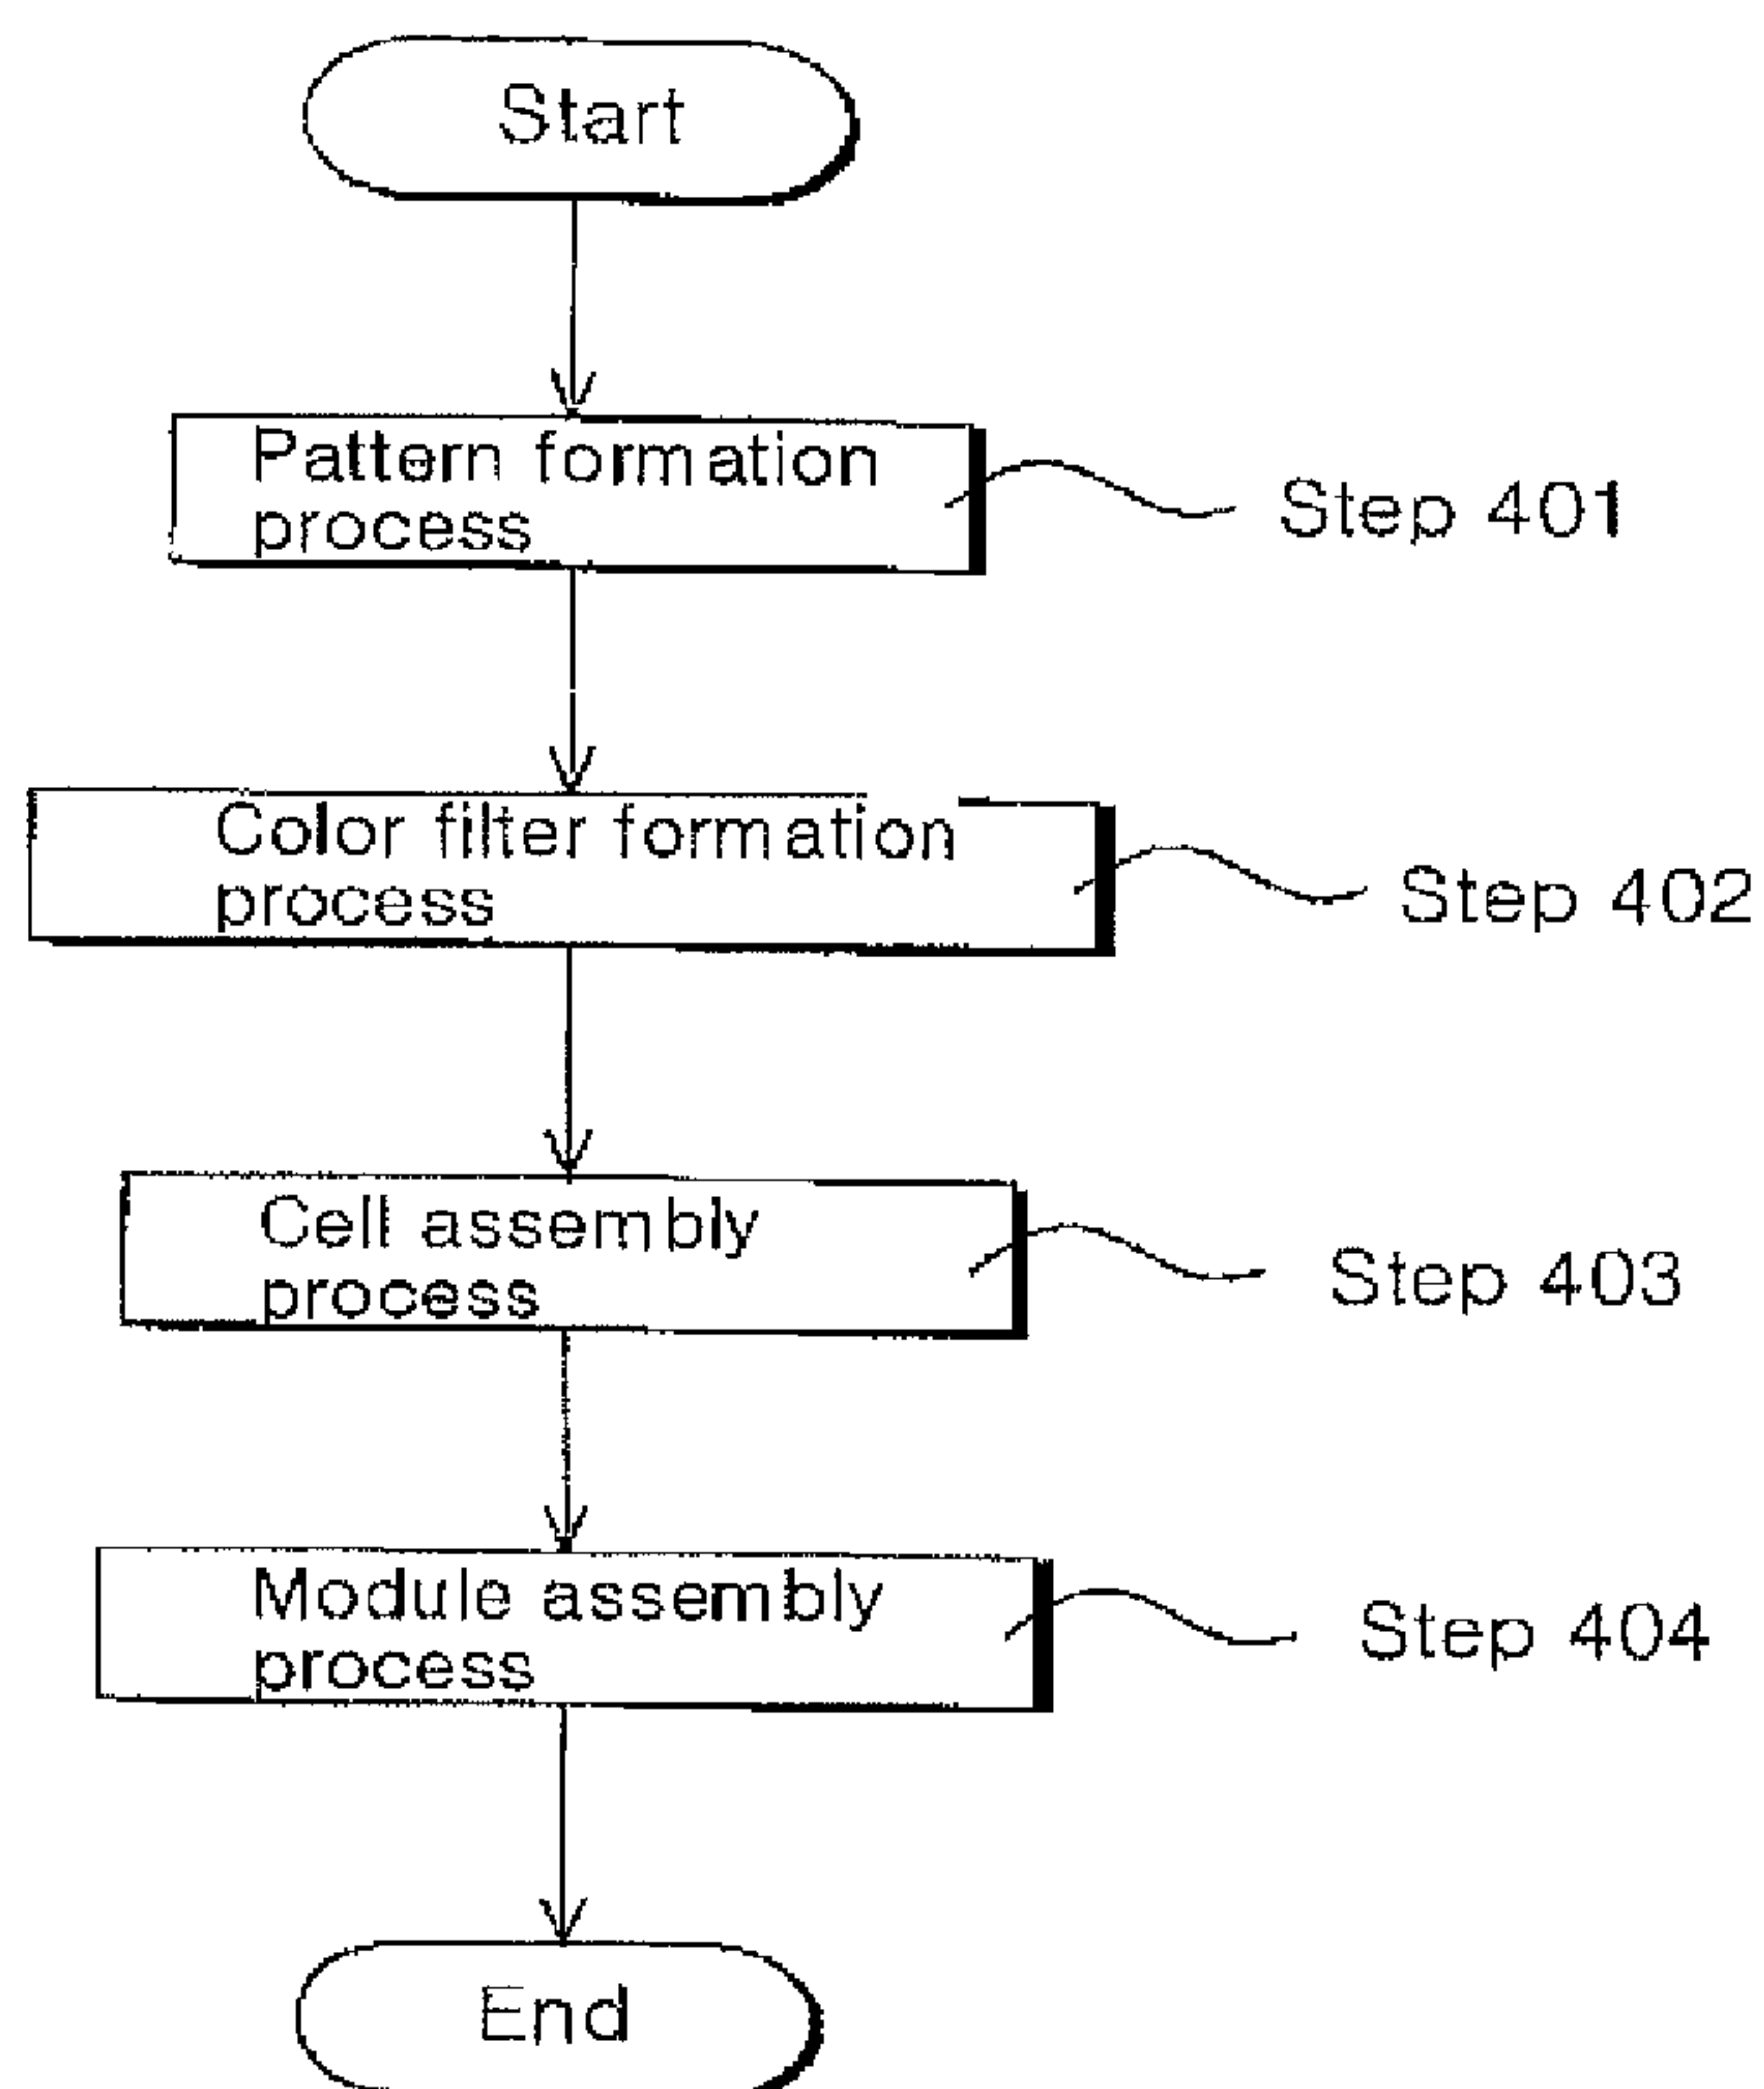 Start
Pattern formation
process
Step 401
Color filter formation
process
Step 402
Cell assembly
process
Step 403
Module assembly
process
Step 404
End